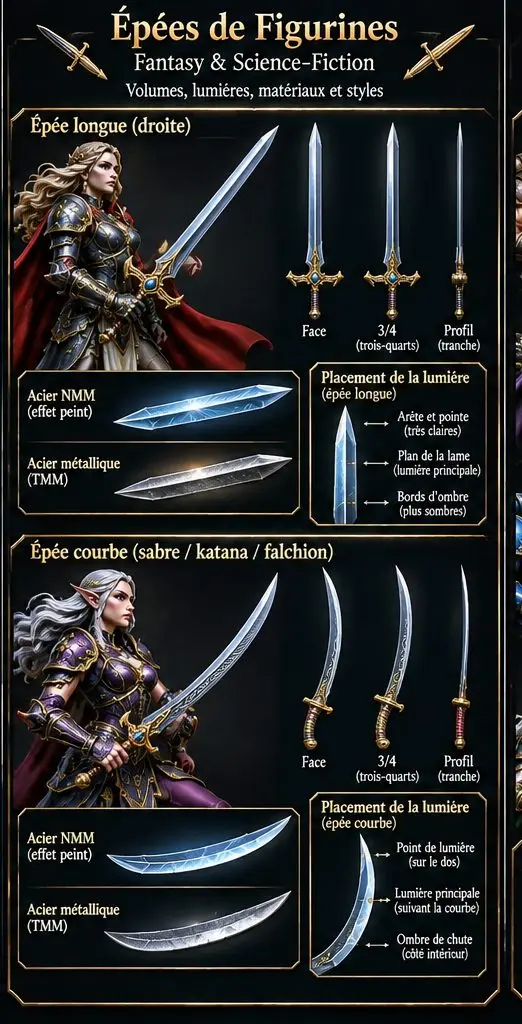 Épées de Figurines
Fantasy & Science-Fiction
Volumes, lumiéres, matériaux et styles
Épée longue (droite)
Face
3/4
(trois-quarts)
Profil
(tranche)
Acier NMM
(effet peint)
Acier métallique
(TMM)
Placement de la lumière
(épée longue)
Arête et pointe
(très claires)
Plan de la lame
(lumière principale)
Bords d'ombre
(plus sombres)
Épée courbe (sabre / katana / falchion)
Face
3/4
(trois-quarts)
Profil
(tranche)
Acier NMM
(effet peint)
Acier métallique
(TMM)
Placement de la lumière
(épée courbe)
Point de lumière
(sur le dos)
Lumière principale
(suivant la courbe)
Ombre de chute
(côté intérieur)